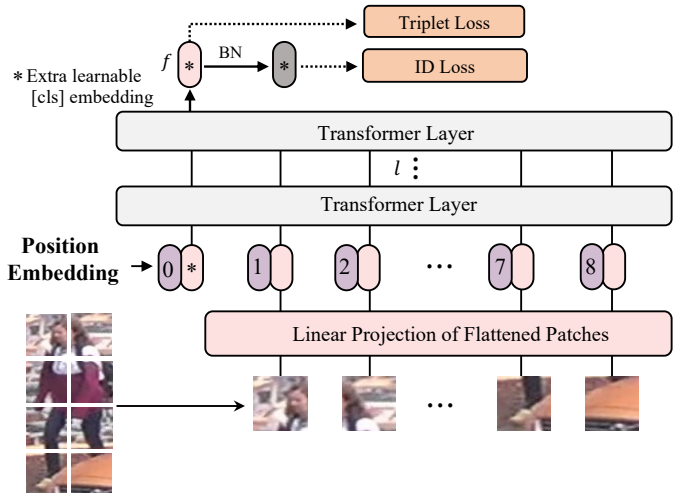 Triplet Loss
f
*
BN
*
ID Loss
* Extra learnable
[cls] embedding
Transformer Layer
l
Transformer Layer
Position
Embedding
0 * 1 2 ... 7 8
Linear Projection of Flattened Patches
...